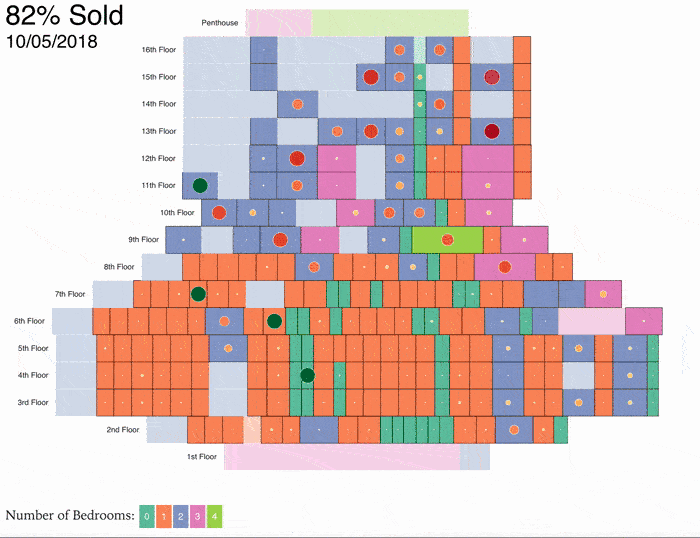 82% Sold
10/05/2018
Penthouse
16th Floor
15th Floor
14th Floor
13th Floor
12th Floor
11th Floor
10th Floor
9th Floor
8th Floor
7th Floor
6th Floor
5th Floor
4th Floor
3rd Floor
2nd Floor
1st Floor
Number of Bedrooms: 0 1 2 3 4